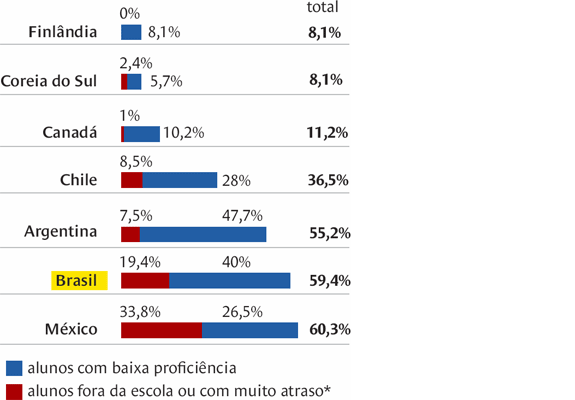 total
0%
Finlândia 8,1% 8,1%
2,4%
Coreia do Sul 5,7% 8,1%
1%
Canadá 10,2% 11,2%
8,5%
Chile 28% 36,5%
7,5% 47,7%
Argentina 55,2%
19,4% 40%
Brasil 59,4%
33,8% 26,5%
México 60,3%
alunos com baixa proficiência
alunos fora da escola ou com muito atraso*